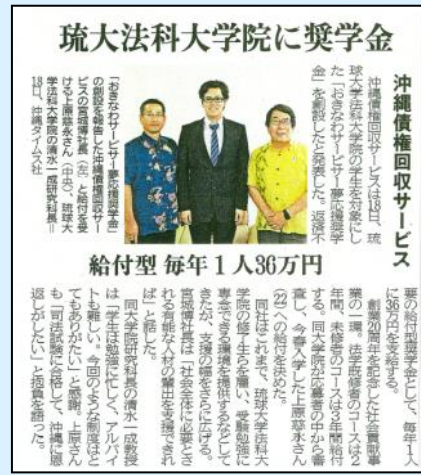 琉大法科大学院に奨学金
沖縄債権回収サービス
沖縄債権回収サービスは18日、琉
球大学法科大学院の学生を対象にし
た「おきなわサービサー夢応援奨学
金」を創設したと発表した。返済不
「おきなわサービサー夢応援奨学金」
の創設を報告した沖縄債権回収サー
ビスの宮城博社長(左)と給付を受
ける上原慈永さん(中央)、琉球大
学法科大学院の清水一成研究科長=
18日、沖縄タイムス社
給付型 毎年1人36万円
要の給付型奨学金として、毎年1人
に36万円を支給する。
創業20周年を記念した社会貢献事
業の一環。法学既修者のコースは2
年間、未修者のコースは3年間給付
する。同大学院が応募者の中から審
査し、今春入学した上原慈永さん
(22)への給付を決めた。
同社はこれまで、琉球大学法科大
学院の修了生らを雇い、受験勉強に
専念できる環境を提供するなどして
きたが、支援の幅をさらに広げる。
宮城博社長は「社会全体に必要とさ
れる有能な人材の輩出を支援できれ
ば」と話した。
同大学院の清水一成教授
は「学生は勉強に忙しく、アルバイ
トも難しい。今回のような制度はと
てもありがたい」と感謝。上原さん
も「司法試験に合格して、沖縄に恩
返しがしたい」と抱負を語った。